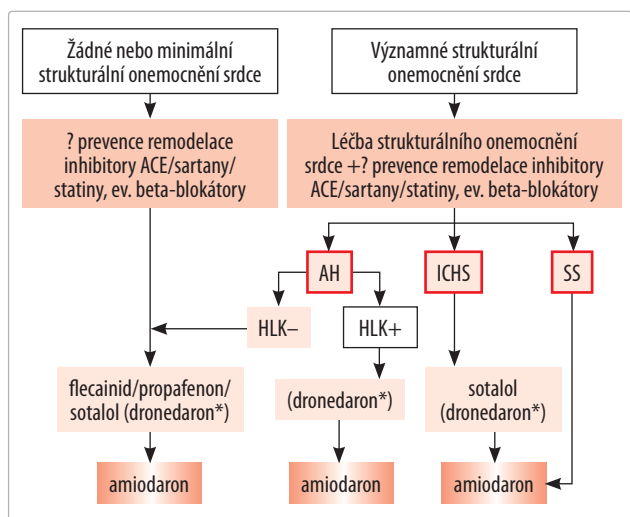 Žádné nebo minimální
strukturální onemocnění srdce
Významné strukturální
onemocnění srdce
? prevence remodelace
inhibitory ACE/sartany/
statiny, ev. beta-blokátory
Léčba strukturálního onemocnění
srdce +? prevence remodelace inhibitory
ACE/sartany/statiny, ev. beta-blokátory
AH
ICHS
SS
HLK–
HLK+
flecainid/propafenon/
sotalol (dronedaron*)
(dronedaron*)
sotalol
(dronedaron*)
amiodaron
amiodaron
amiodaron